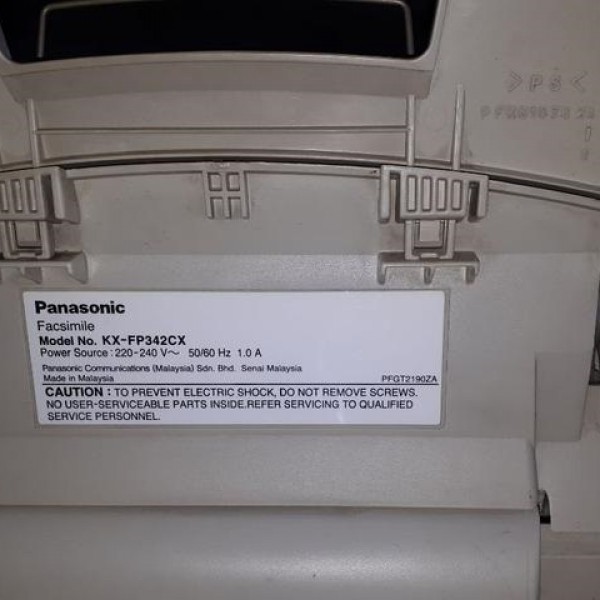 >PS<
Panasonic
Facsimile
Model No. KX-FP342CX
Power Source : 220-240 V～ 50/60 Hz 1.0 A
Panasonic Communications (Malaysia) Sdn. Bhd. Senai Malaysia
Made in Malaysia PFGT2190ZA
CAUTION : TO PREVENT ELECTRIC SHOCK, DO NOT REMOVE SCREWS.
NO USER-SERVICEABLE PARTS INSIDE.REFER SERVICING TO QUALIFIED
SERVICE PERSONNEL.